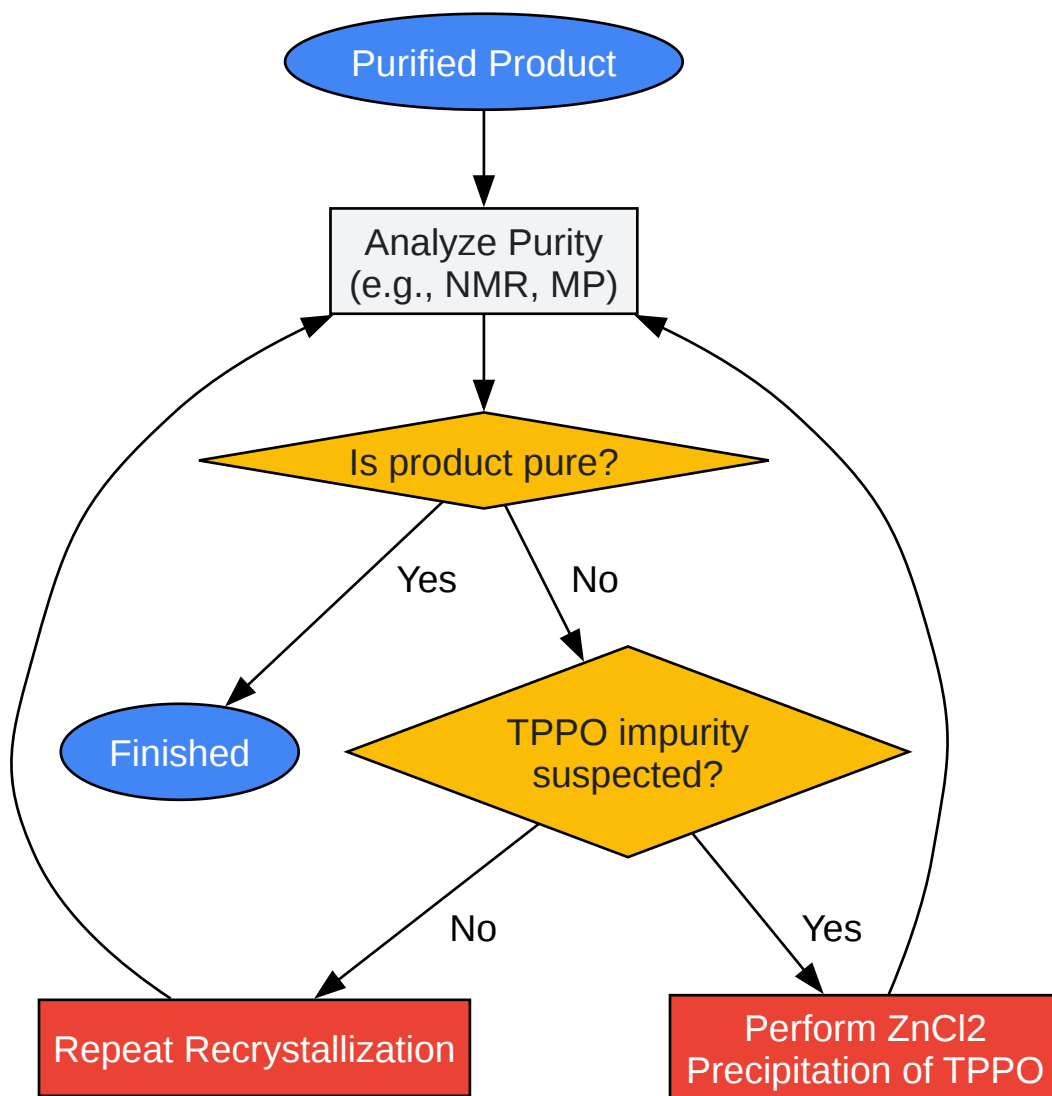 Purified Product
Analyze Purity
(e.g., NMR, MP)
Is product pure?
Yes
No
Finished
TPPO impurity
suspected?
No
Yes
Repeat Recrystallization
Perform ZnCl2
Precipitation of TPPO